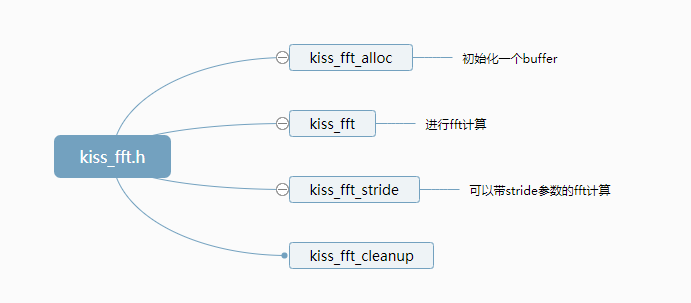 kiss_fft_alloc
初始化一个buffer
kiss_fft
进行fft计算
kiss_fft.h
kiss_fft_stride
可以带stride参数的fft计算
kiss_fft_cleanup